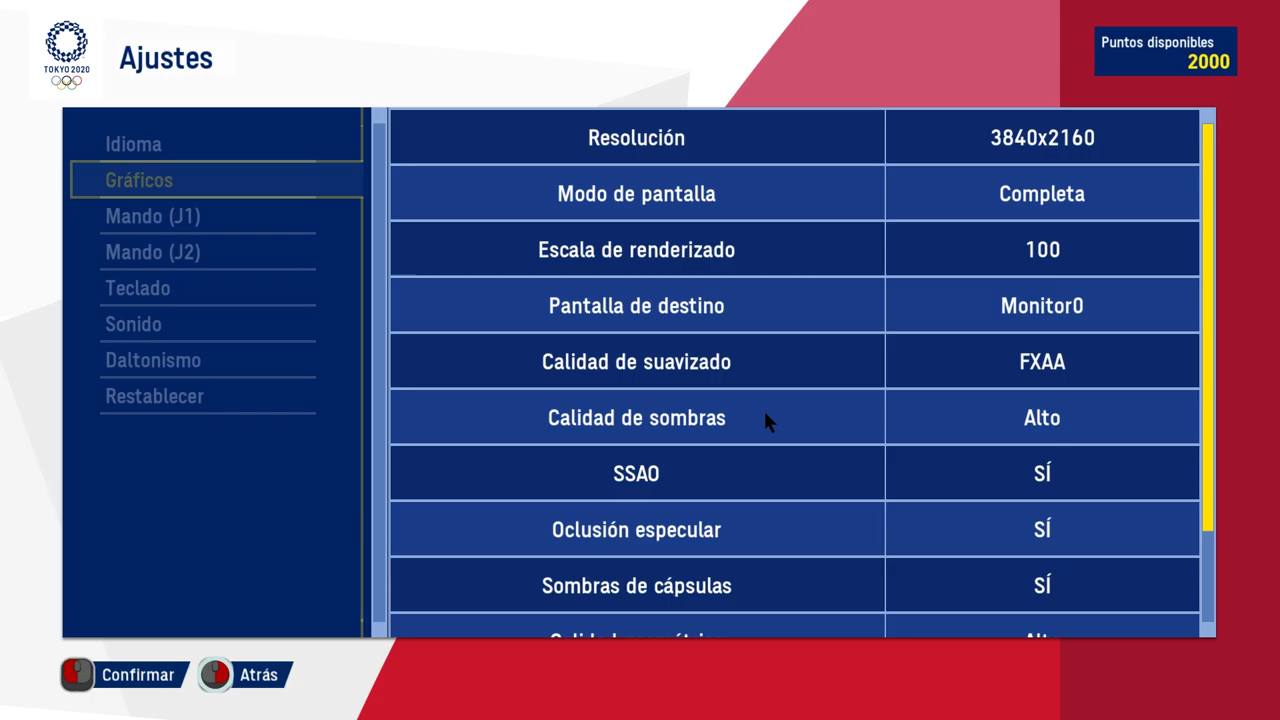 TOKYO 2020
Ajustes
Puntos disponibles
2000
Idioma
Gráficos
Mando (J1)
Mando (J2)
Teclado
Sonido
Daltonismo
Restablecer
Resolución 3840x2160
Modo de pantalla Completa
Escala de renderizado 100
Pantalla de destino Monitor0
Calidad de suavizado FXAA
Calidad de sombras Alto
SSAO SÍ
Oclusión especular SÍ
Sombras de cápsulas SÍ
Confirmar
Atrás